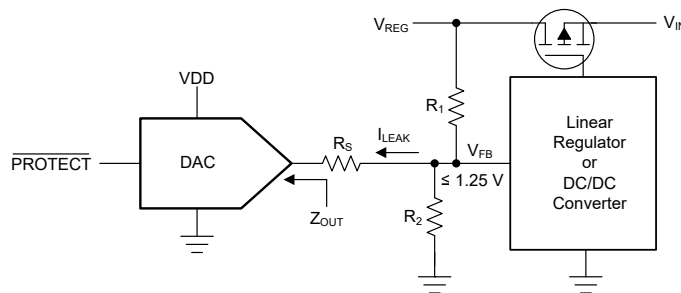 V_REG
V_IN
VDD
R_1
PROTECT
DAC
R_S
I_LEAK
V_FB
≤ 1.25 V
Linear
Regulator
or
DC/DC
Converter
Z_OUT
R_2